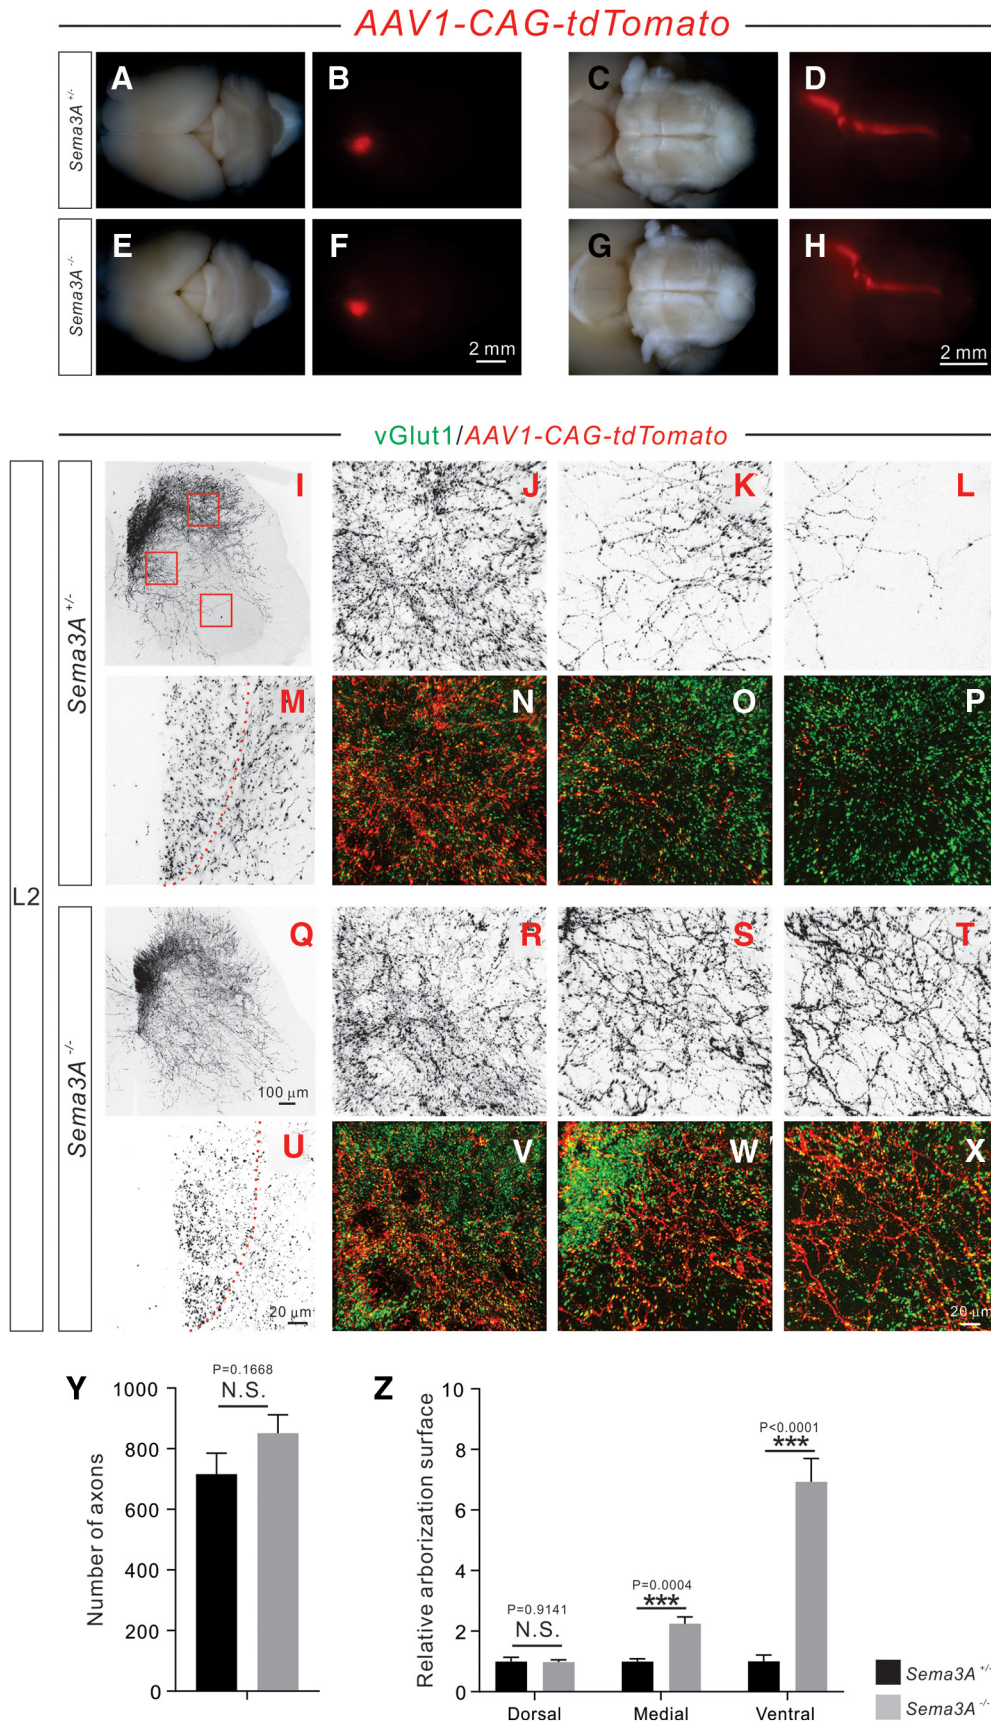 AAV1-CAG-tdTomato
Sema3A+/-
A
B
C
D
Sema3A-/-
E
F
2 mm
G
H
2 mm
vGlut1/AAV1-CAG-tdTomato
L2
Sema3A+/-
I
J
K
L
M
N
O
P
Sema3A-/-
Q
100 μm
R
S
T
U
20 μm
V
W
X
20 μm
Y
P=0.1668
N.S.
Number of axons
1000
800
600
400
200
0
Z
Relative arborization surface
10
8
6
4
2
0
P=0.9141
N.S.
P=0.0004
***
P<0.0001
***
Dorsal
Medial
Ventral
Sema3A+/-
Sema3A-/-